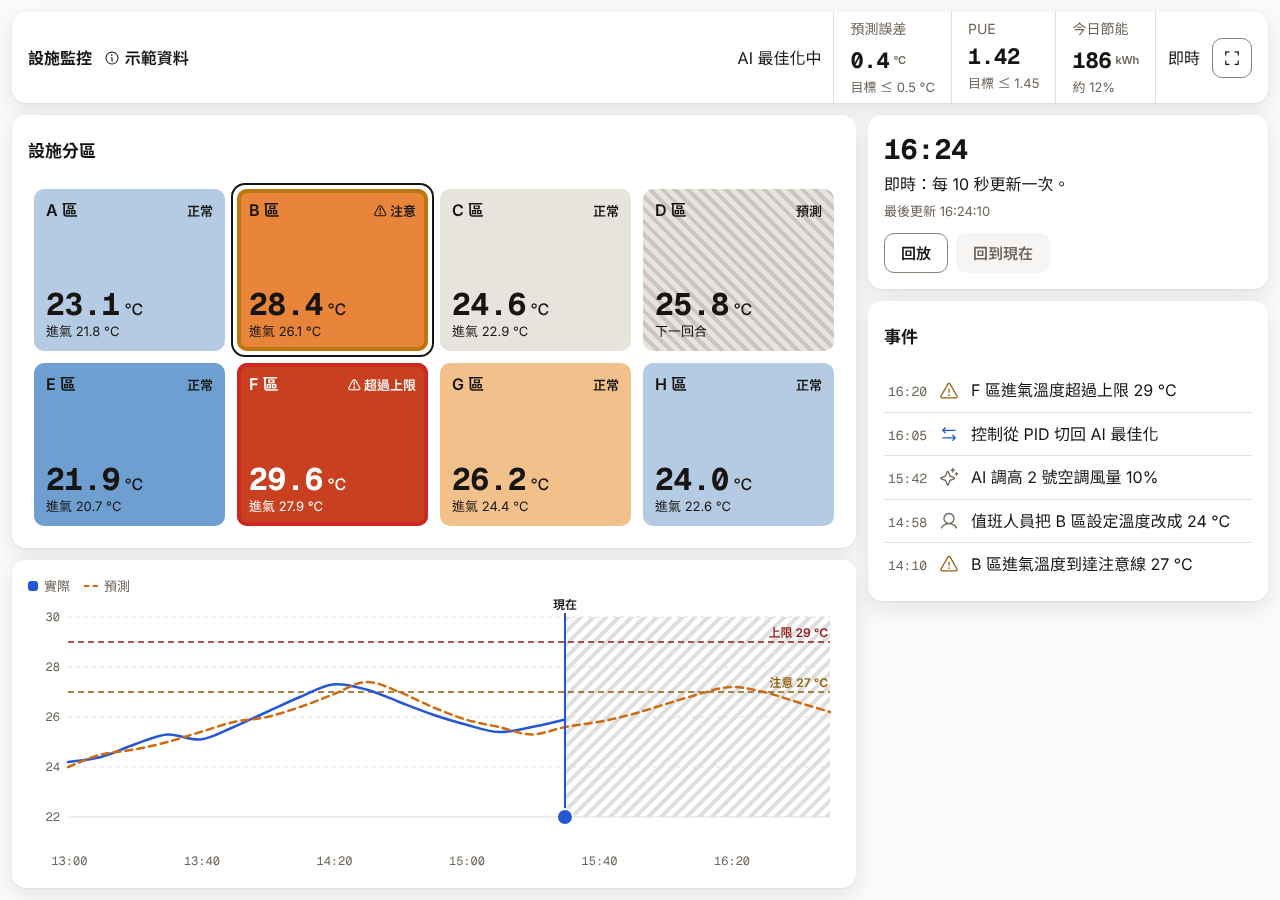 設施監控 示範資料
AI 最佳化中
預測誤差
0.4 °C
目標 ≤ 0.5 °C
PUE
1.42
目標 ≤ 1.45
今日節能
186 kWh
約 12%
即時
設施分區
A 區 正常
23.1 °C
進氣 21.8 °C
B 區 注意
28.4 °C
進氣 26.1 °C
C 區 正常
24.6 °C
進氣 22.9 °C
D 區 預測
25.8 °C
下一回合
E 區 正常
21.9 °C
進氣 20.7 °C
F 區 超過上限
29.6 °C
進氣 27.9 °C
G 區 正常
26.2 °C
進氣 24.4 °C
H 區 正常
24.0 °C
進氣 22.6 °C
實際 預測
現在
30
上限 29 °C
28
注意 27 °C
26
24
22
13:00 13:40 14:20 15:00 15:40 16:20
16:24
即時：每 10 秒更新一次。
最後更新 16:24:10
回放 回到現在
事件
16:20 F 區進氣溫度超過上限 29 °C
16:05 控制從 PID 切回 AI 最佳化
15:42 AI 調高 2 號空調風量 10%
14:58 值班人員把 B 區設定溫度改成 24 °C
14:10 B 區進氣溫度到達注意線 27 °C